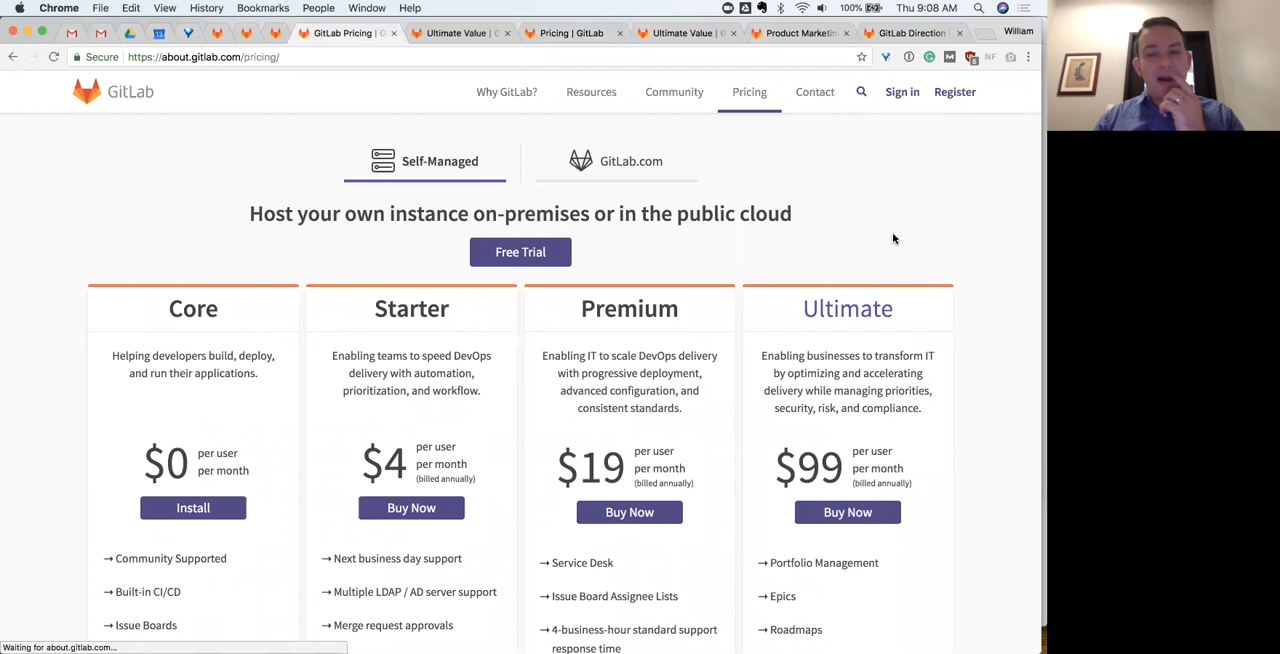 Chrome File Edit View History Bookmarks People Window Help 100% Thu 9:08 AM
GitLab Pricing | G Ultimate Value | G Pricing | GitLab Ultimate Value | G Product Marketin GitLab Direction William
Secure https://about.gitlab.com/pricing/ NF
GitLab Why GitLab? Resources Community Pricing Contact Sign in Register
Self-Managed GitLab.com
Host your own instance on-premises or in the public cloud
Free Trial
Core
Helping developers build, deploy,
and run their applications.
$0 per user
per month
Install
→ Community Supported
→ Built-in CI/CD
→ Issue Boards
Starter
Enabling teams to speed DevOps
delivery with automation,
prioritization, and workflow.
$4 per user
per month
(billed annually)
Buy Now
→ Next business day support
→ Multiple LDAP / AD server support
→ Merge request approvals
Premium
Enabling IT to scale DevOps delivery
with progressive deployment,
advanced configuration, and
consistent standards.
$19 per user
per month
(billed annually)
Buy Now
→ Service Desk
→ Issue Board Assignee Lists
→ 4-business-hour standard support
response time
Ultimate
Enabling businesses to transform IT
by optimizing and accelerating
delivery while managing priorities,
security, risk, and compliance.
$99 per user
per month
(billed annually)
Buy Now
→ Portfolio Management
→ Epics
→ Roadmaps
Waiting for about.gitlab.com...